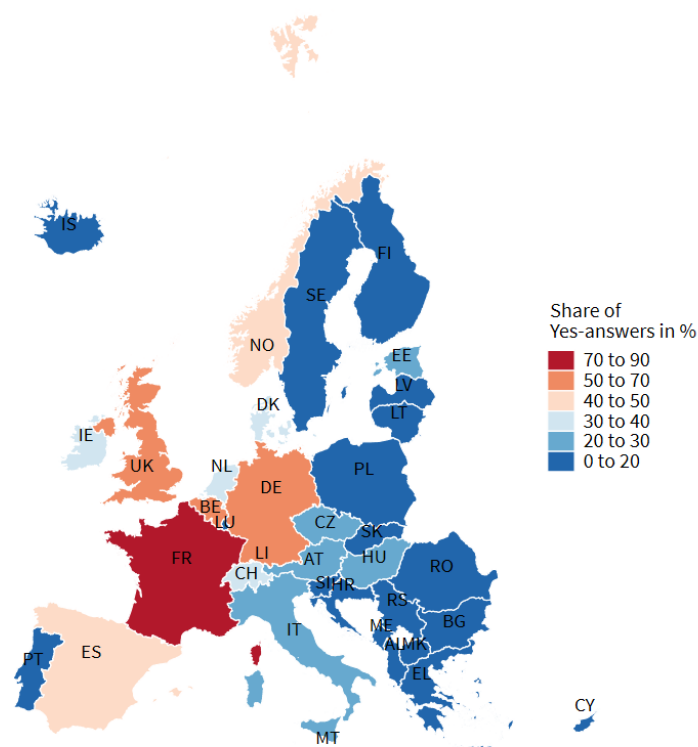 IS
FI
SE
NO
EE
LV
DK
LT
IE
NL
PL
UK
DE
BE
LU
CZ
SK
FR
LI
AT
HU
CH
RO
SI
HR
RS
IT
ME
BG
ES
AL
MK
PT
EL
CY
MT
Share of
Yes-answers in %
70 to 90
50 to 70
40 to 50
30 to 40
20 to 30
0 to 20